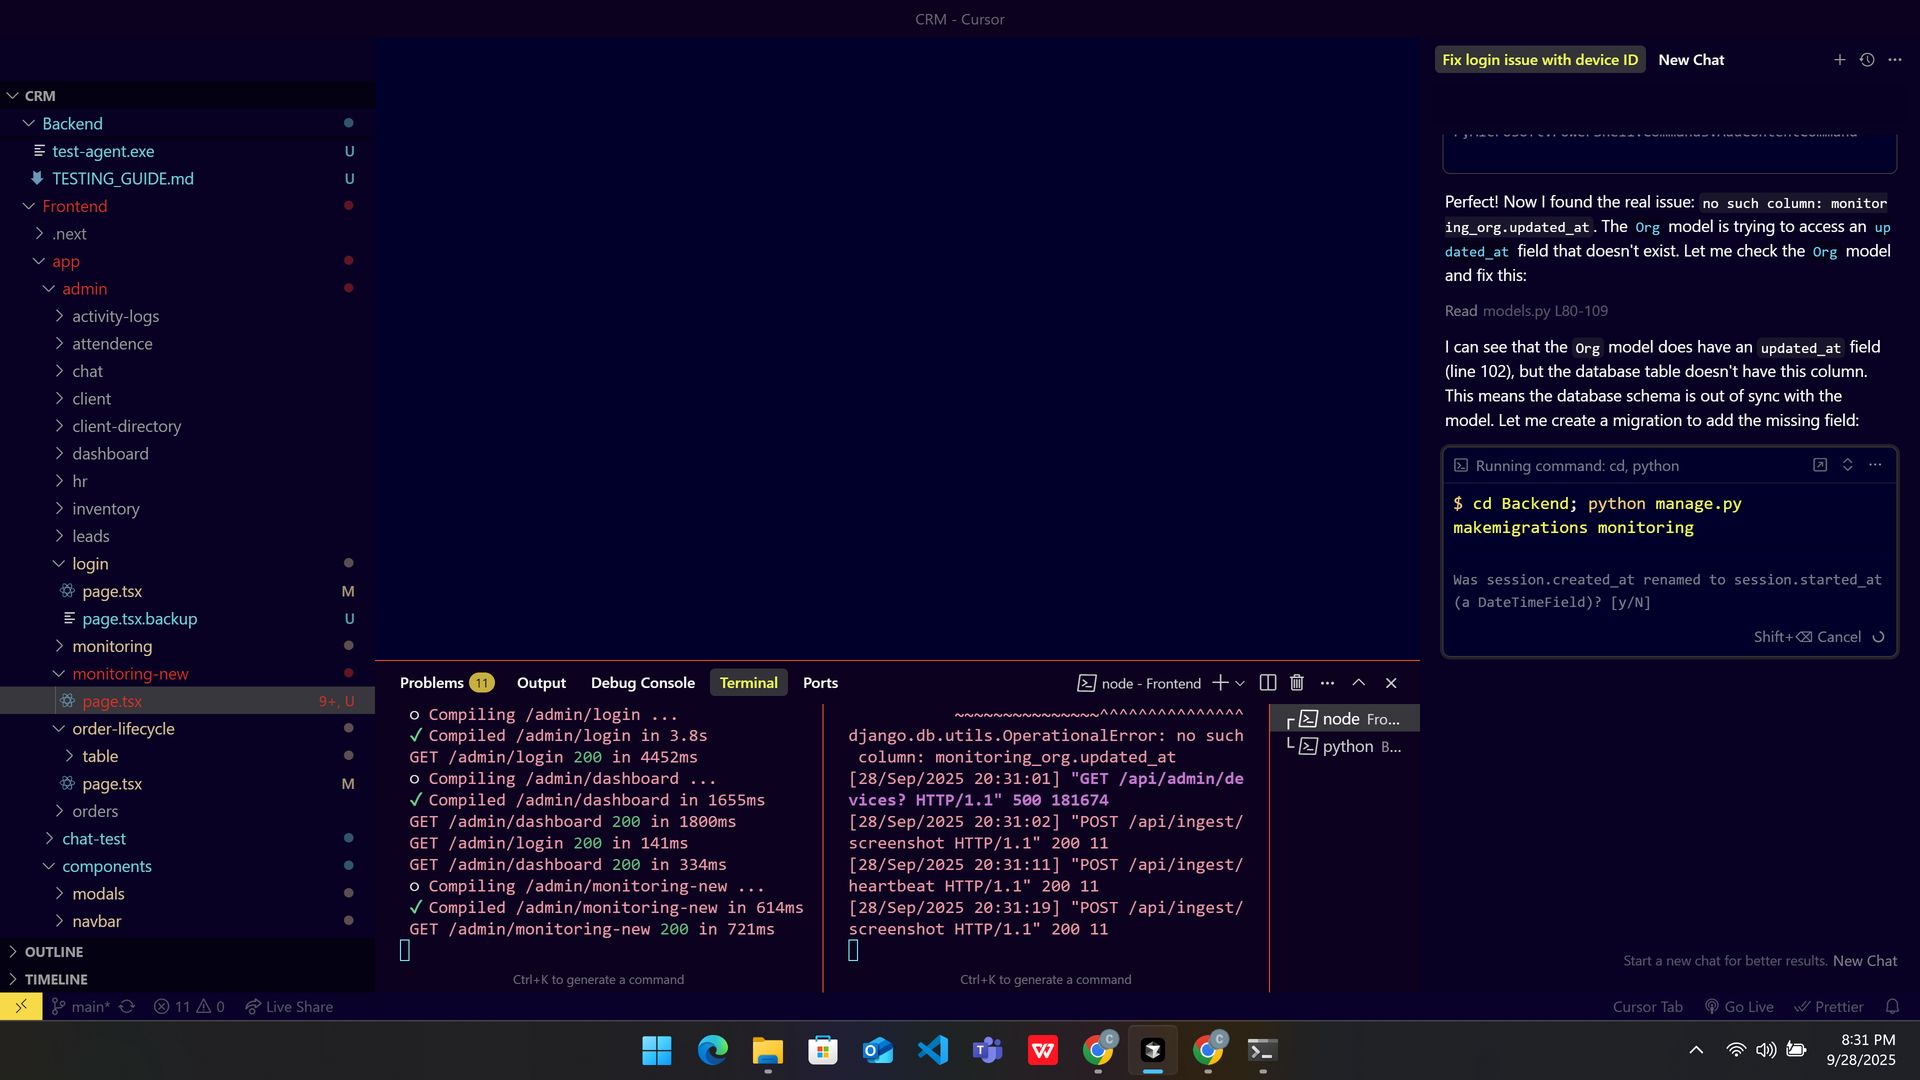 CRM - Cursor
CRM
Backend
test-agent.exe U
TESTING_GUIDE.md U
Frontend
.next
app
admin
activity-logs
attendence
chat
client
client-directory
dashboard
hr
inventory
leads
login
page.tsx M
page.tsx.backup U
monitoring
monitoring-new
page.tsx 9+, U
order-lifecycle
table
page.tsx M
orders
chat-test
components
modals
navbar
OUTLINE
TIMELINE
Problems 11 Output Debug Console Terminal Ports
node - Frontend
○ Compiling /admin/login ...
✓ Compiled /admin/login in 3.8s
GET /admin/login 200 in 4452ms
○ Compiling /admin/dashboard ...
✓ Compiled /admin/dashboard in 1655ms
GET /admin/dashboard 200 in 1800ms
GET /admin/login 200 in 141ms
GET /admin/dashboard 200 in 334ms
○ Compiling /admin/monitoring-new ...
✓ Compiled /admin/monitoring-new in 614ms
GET /admin/monitoring-new 200 in 721ms
Ctrl+K to generate a command
~~~~~~~~~~~~~~~^^^^^^^^^^^^^^^
django.db.utils.OperationalError: no such
column: monitoring_org.updated_at
[28/Sep/2025 20:31:01] "GET /api/admin/de
vices? HTTP/1.1" 500 181674
[28/Sep/2025 20:31:02] "POST /api/ingest/
screenshot HTTP/1.1" 200 11
[28/Sep/2025 20:31:11] "POST /api/ingest/
heartbeat HTTP/1.1" 200 11
[28/Sep/2025 20:31:19] "POST /api/ingest/
screenshot HTTP/1.1" 200 11
Ctrl+K to generate a command
node Fro...
python B...
Fix login issue with device ID New Chat
Perfect! Now I found the real issue: no such column: monitor
ing_org.updated_at. The Org model is trying to access an up
dated_at field that doesn't exist. Let me check the Org model
and fix this:
Read models.py L80-109
I can see that the Org model does have an updated_at field
(line 102), but the database table doesn't have this column.
This means the database schema is out of sync with the
model. Let me create a migration to add the missing field:
Running command: cd, python
$ cd Backend; python manage.py
makemigrations monitoring
Was session.created_at renamed to session.started_at
(a DateTimeField)? [y/N]
Shift+⌫ Cancel
Start a new chat for better results. New Chat
main* 11 0 Live Share
Cursor Tab Go Live Prettier
8:31 PM
9/28/2025